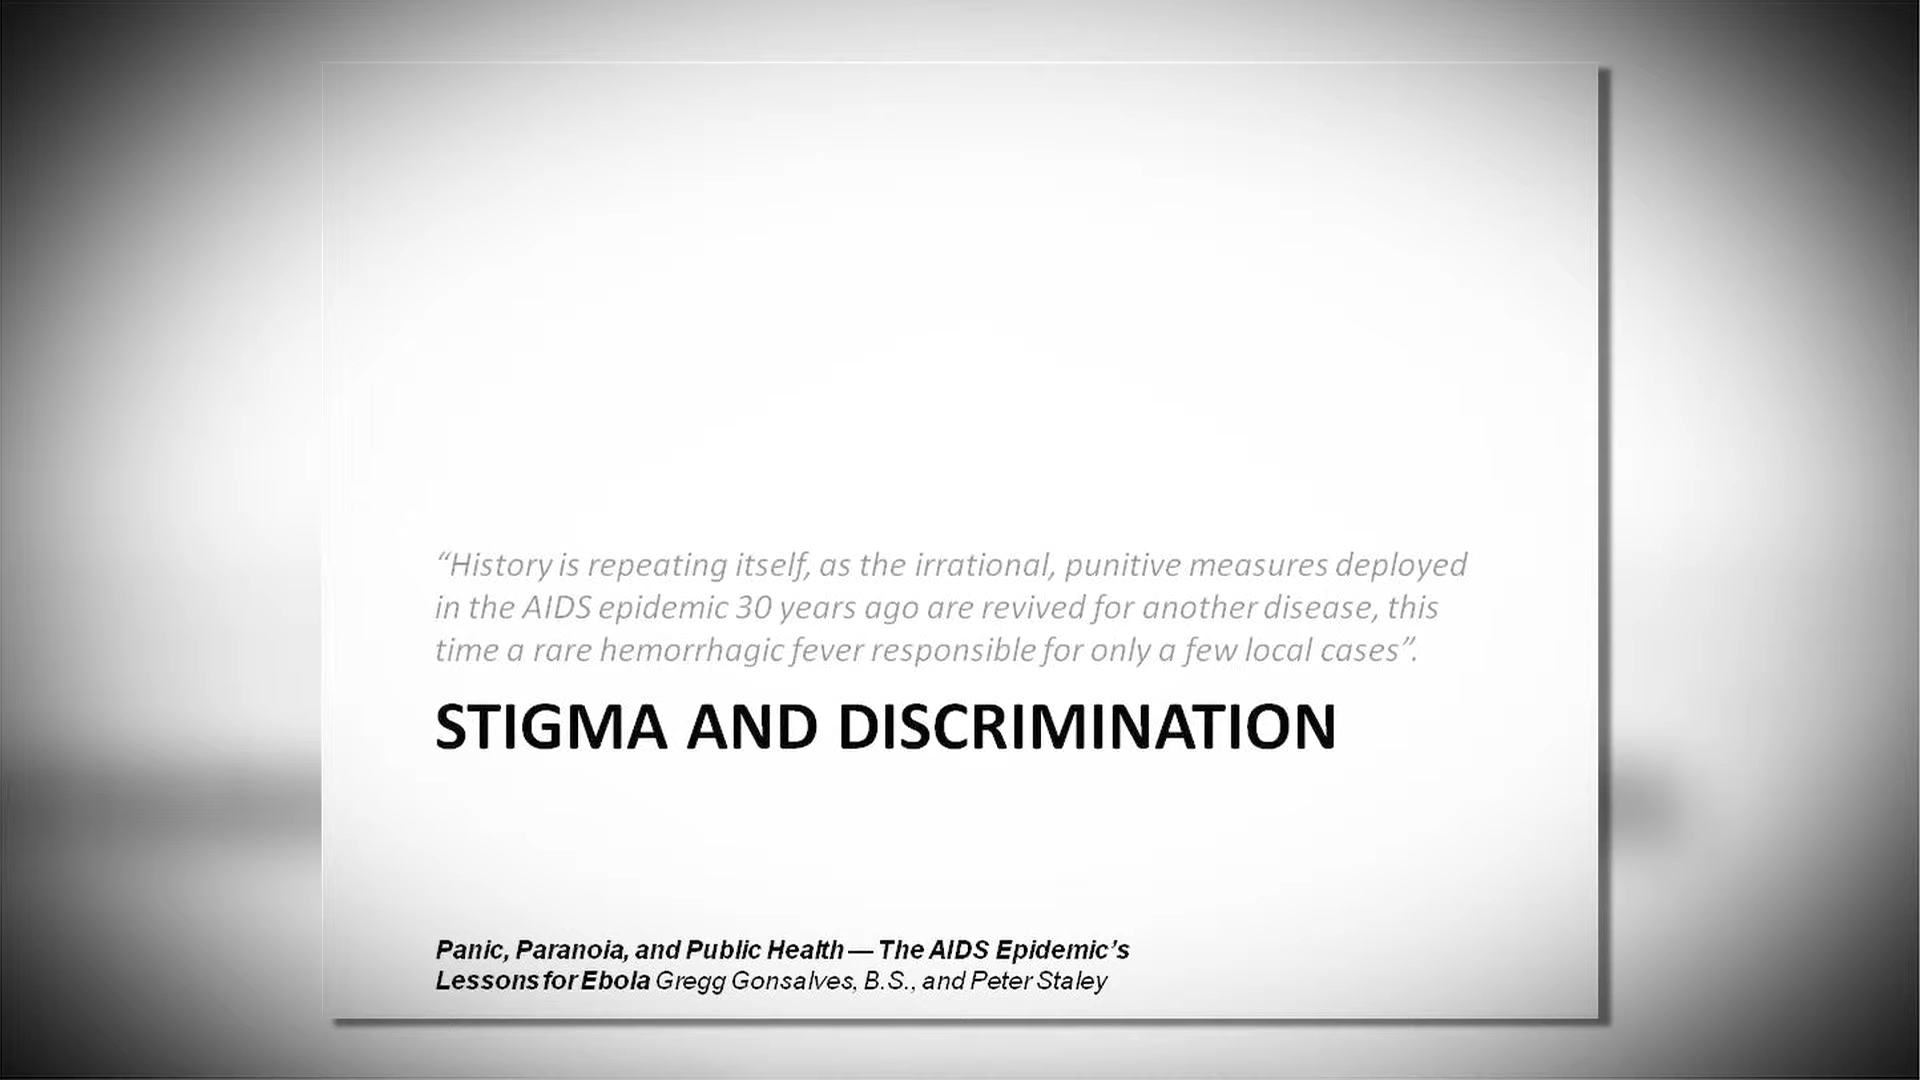 “History is repeating itself, as the irrational, punitive measures deployed
in the AIDS epidemic 30 years ago are revived for another disease, this
time a rare hemorrhagic fever responsible for only a few local cases”.
STIGMA AND DISCRIMINATION
Panic, Paranoia, and Public Health — The AIDS Epidemic’s
Lessons for Ebola Gregg Gonsalves, B.S., and Peter Staley